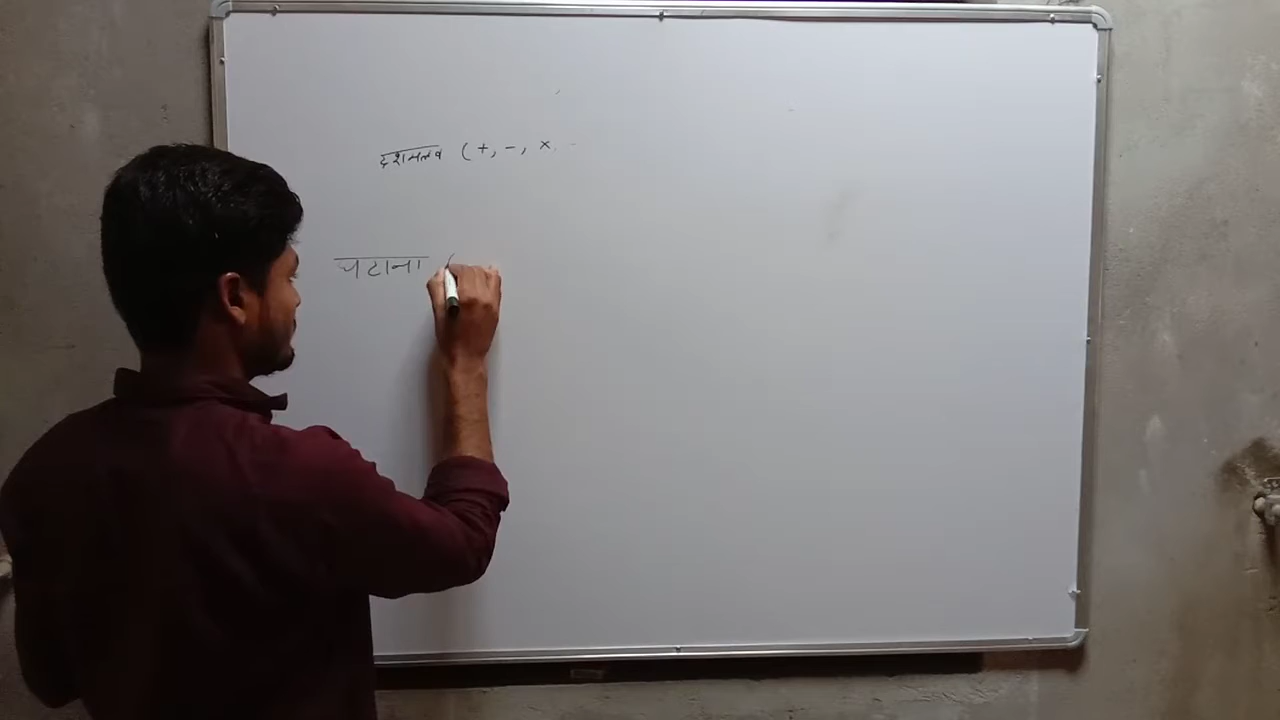 दशमलव (+, -, ×,
घटाना (